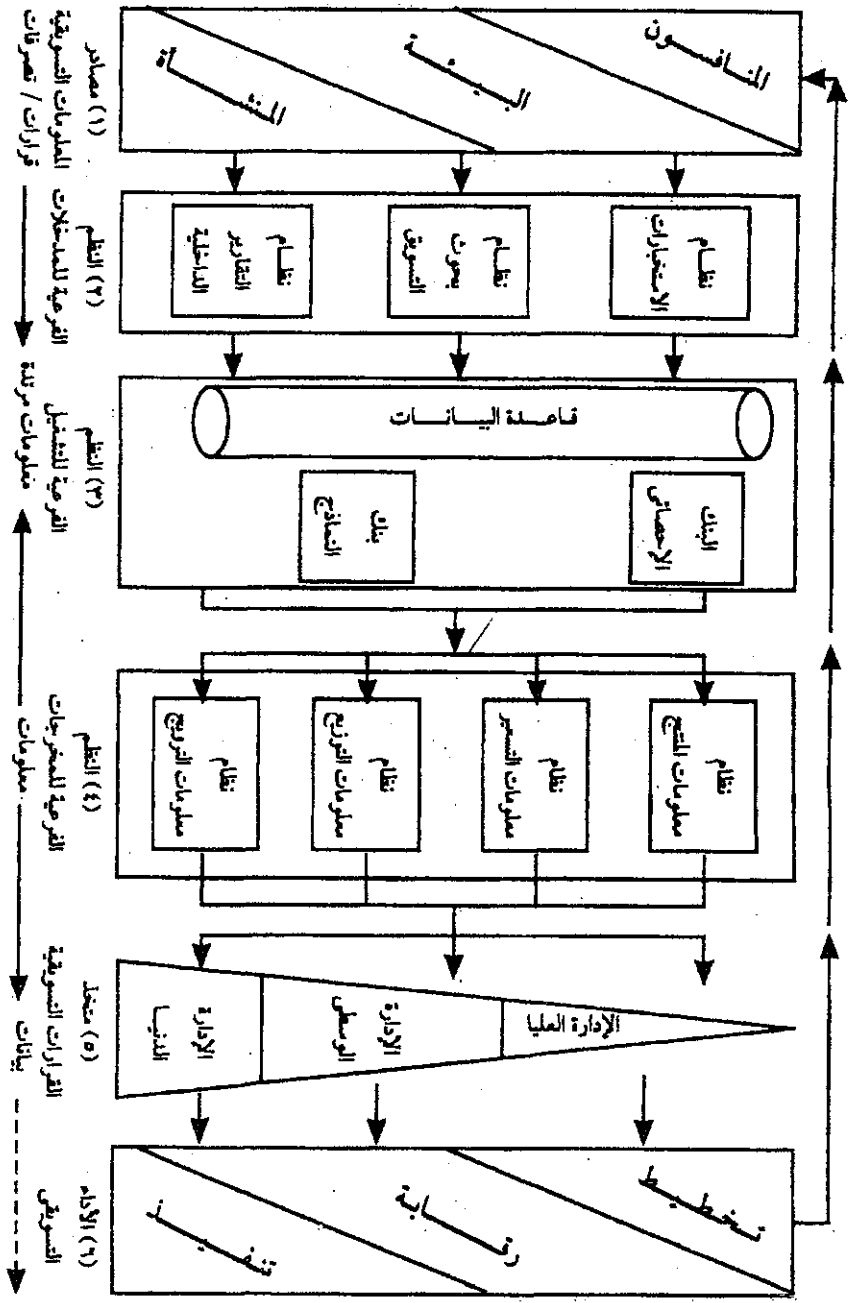 (١) مصادر
المعلومات التسويقية
المنافسون
البيئة
المنشأة
(٢) النظم
الفرعية للمدخلات
نظام
الاستخبارات
نظام
بحوث
التسويق
نظام
التقارير
الداخلية
(٣) النظم
الفرعية للتشغيل
قاعدة البيانات
البنك
الإحصائى
بنك
النماذج
(٤) النظم
الفرعية للمخرجات
نظام
معلومات المنتج
نظام
معلومات التسعير
نظام
معلومات التوزيع
نظام
معلومات الترويج
(٥) متخذ
القرارات التسويقية
الإدارة العليا
الإدارة
الوسطى
الإدارة
الدنيا
(٦) الأداء
التسويقى
تخطيط
رقابة
تنفيذ
قرارات / تصرفات
معلومات مرتدة
معلومات
بيانات